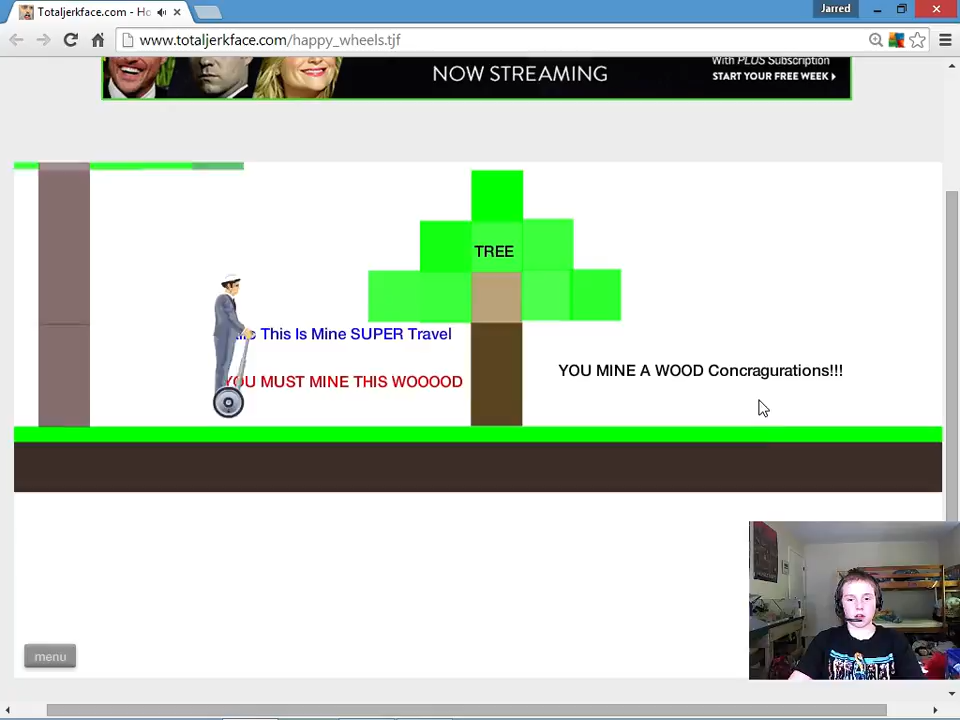 Totaljerkface.com - Ho
Jarred
www.totaljerkface.com/happy_wheels.tjf
NOW STREAMING
With PLUS Subscription
START YOUR FREE WEEK
TREE
This Is Mine SUPER Travel
YOU MUST MINE THIS WOOOOD
YOU MINE A WOOD Concragurations!!!
menu